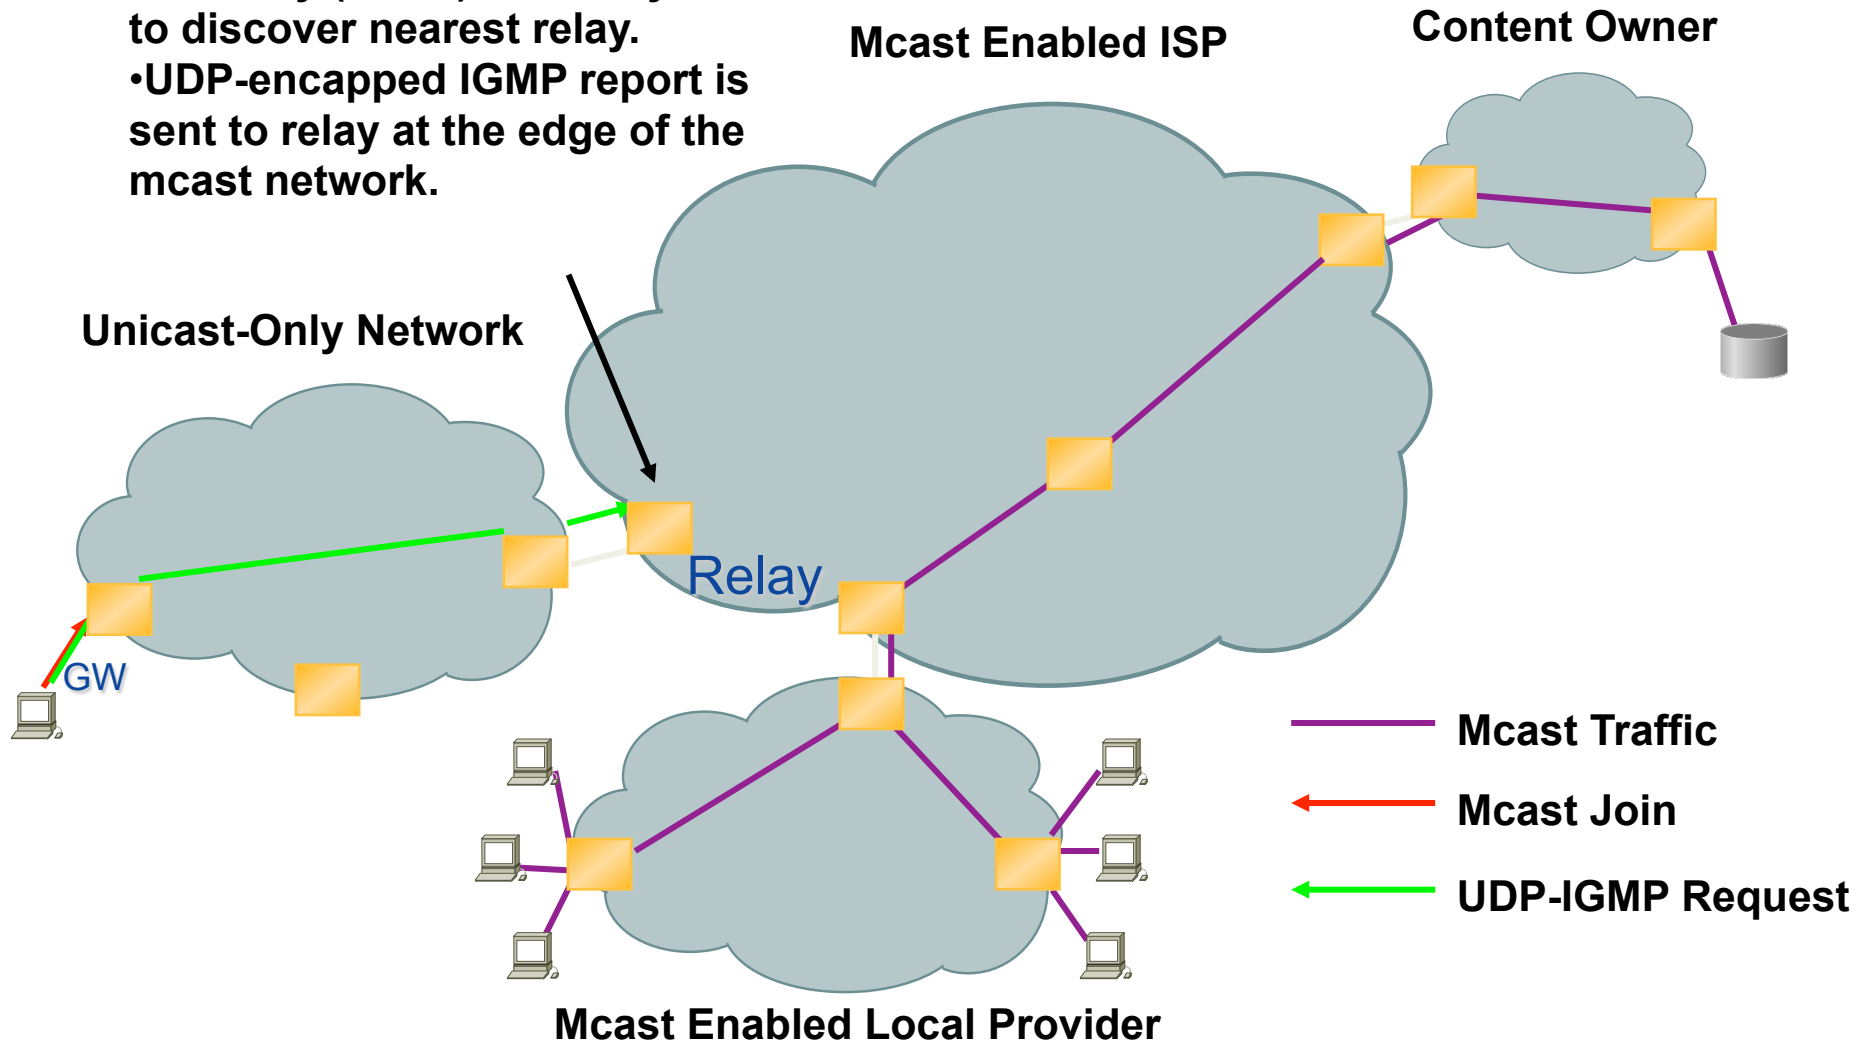 to discover nearest relay.
•UDP-encapped IGMP report is
sent to relay at the edge of the
mcast network.
Mcast Enabled ISP
Content Owner
Unicast-Only Network
Relay
GW
Mcast Traffic
Mcast Join
UDP-IGMP Request
Mcast Enabled Local Provider